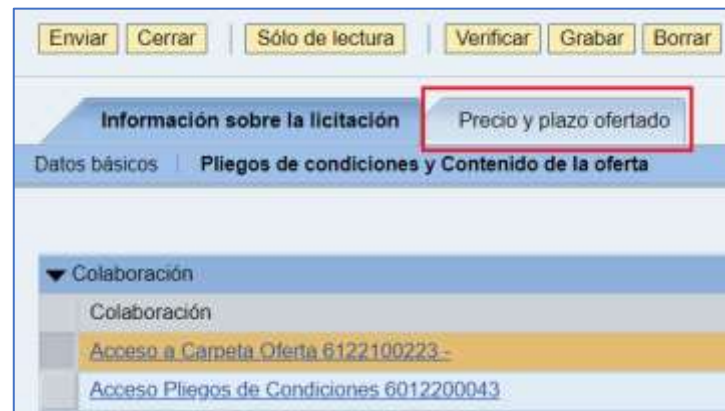 Enviar Cerrar Sólo de lectura Verificar Grabar Borrar
Información sobre la licitación Precio y plazo ofertado
Datos básicos Pliegos de condiciones y Contenido de la oferta
Colaboración
Colaboración
Acceso a Carpeta Oferta 6122100223 -
Acceso Pliegos de Condiciones 6012200043